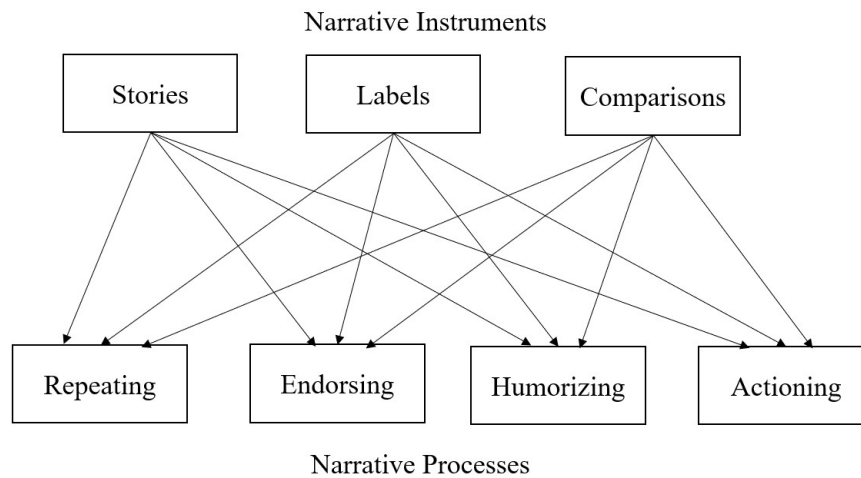 Narrative Instruments
Stories
Labels
Comparisons
Repeating
Endorsing
Humorizing
Actioning
Narrative Processes